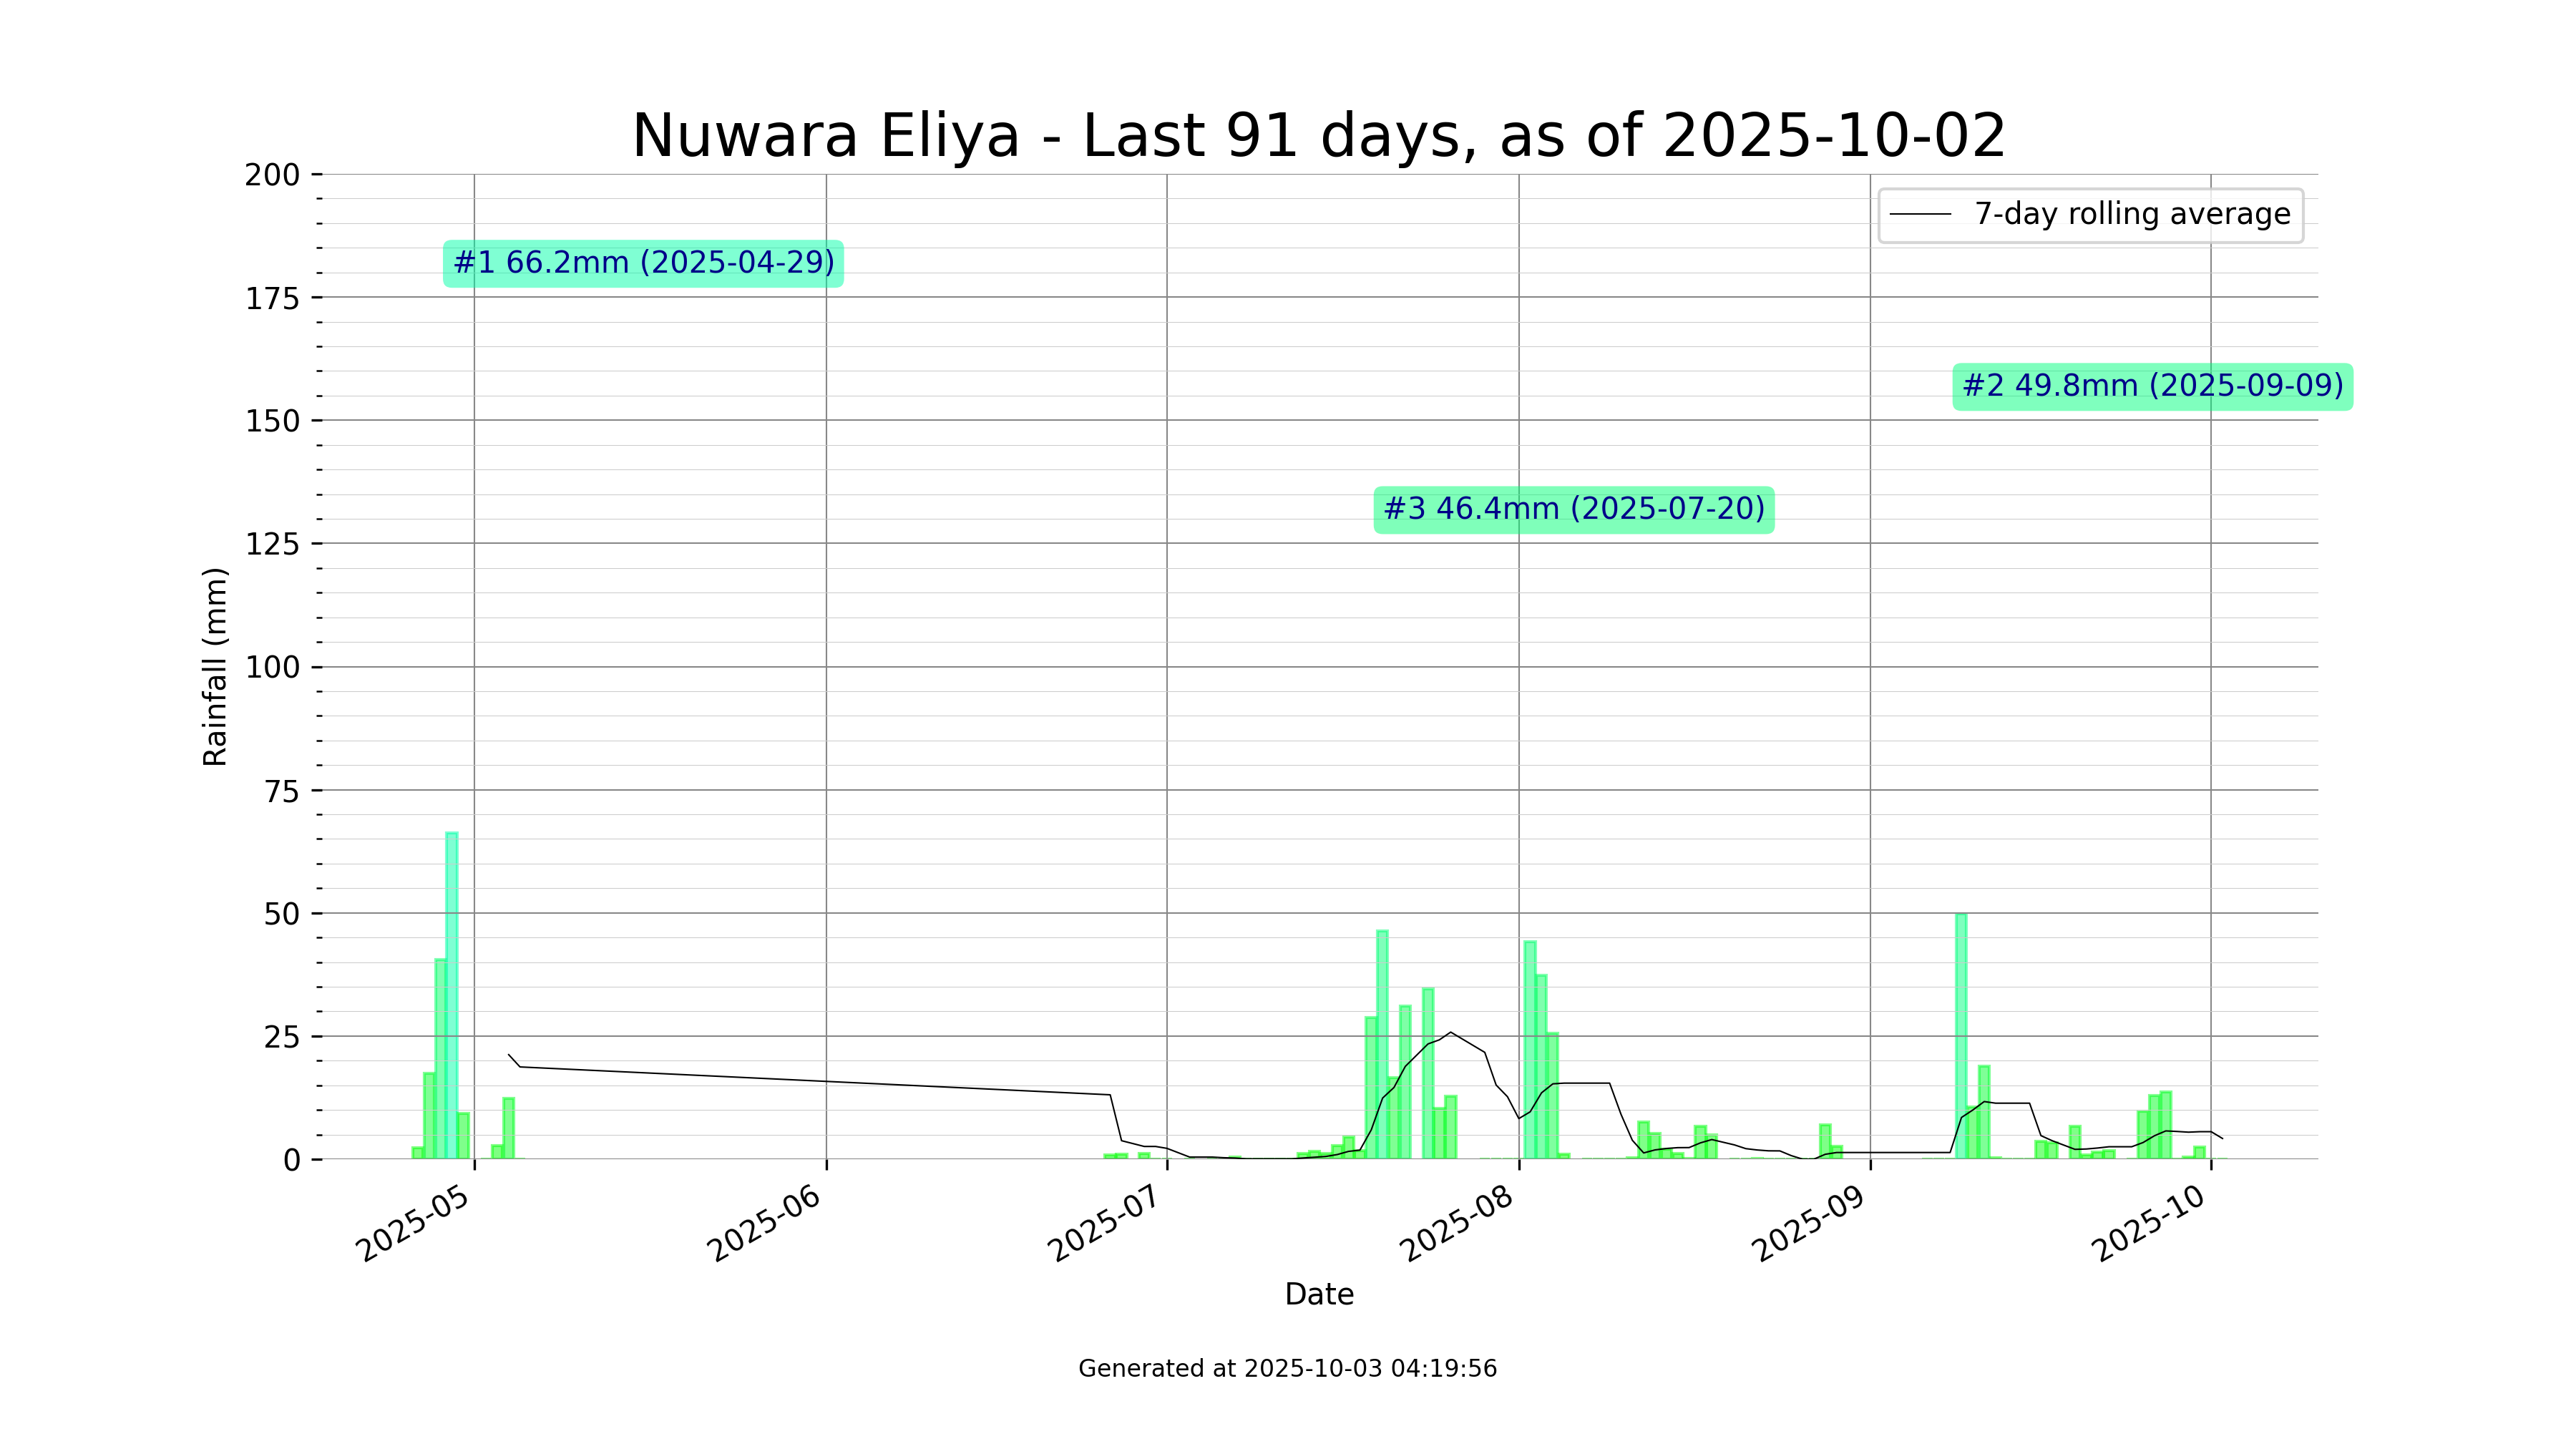 Nuwara Eliya - Last 91 days, as of 2025-10-02
200
175
150
125
100
75
50
25
0
Rainfall (mm)
7-day rolling average
#1 66.2mm (2025-04-29)
#2 49.8mm (2025-09-09)
#3 46.4mm (2025-07-20)
2025-05
2025-06
2025-07
2025-08
2025-09
2025-10
Date
Generated at 2025-10-03 04:19:56